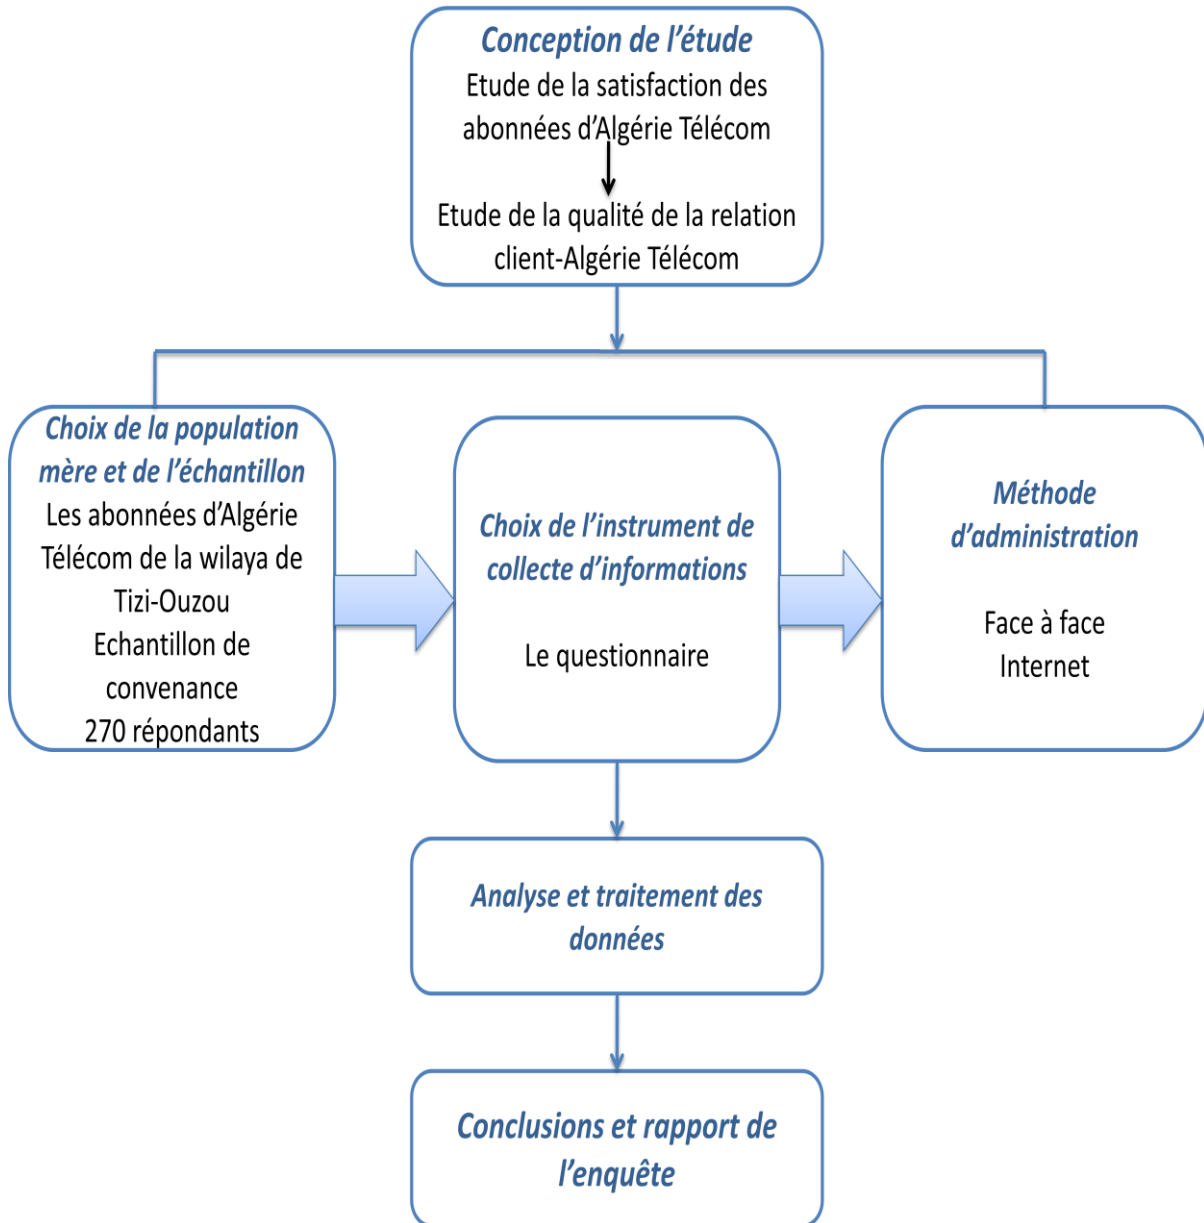 Conception de l’étude
Etude de la satisfaction des
abonnées d’Algérie Télécom
Etude de la qualité de la relation
client-Algérie Télécom
Choix de la population
mère et de l’échantillon
Les abonnées d’Algérie
Télécom de la wilaya de
Tizi-Ouzou
Echantillon de
convenance
270 répondants
Choix de l’instrument de
collecte d’informations
Le questionnaire
Méthode
d’administration
Face à face
Internet
Analyse et traitement des
données
Conclusions et rapport de
l’enquête